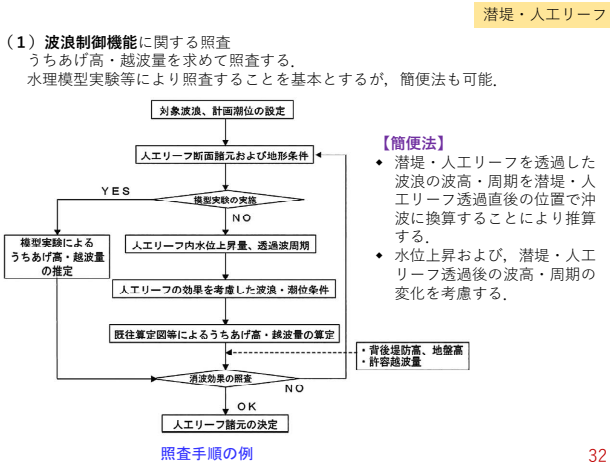 潜堤・人工リーフ
（１）波浪制御機能に関する照査
うちあげ高・越波量を求めて照査する．
水理模型実験等により照査することを基本とするが，簡便法も可能．
対象波浪、計画潮位の設定
人工リーフ断面諸元および地形条件
YES
模型実験の実施
NO
模型実験による
うちあげ高・越波量
の推定
人工リーフ内水位上昇量、透過波周期
人工リーフの効果を考慮した波浪・潮位条件
既往算定図等によるうちあげ高・越波量の算定
・背後堤防高、地盤高
・許容越波量
消波効果の照査
NO
OK
人工リーフ諸元の決定
照査手順の例
【簡便法】
◆ 潜堤・人工リーフを透過した
波浪の波高・周期を潜堤・人
工リーフ透過直後の位置で沖
波に換算することにより推算
する．
◆ 水位上昇および，潜堤・人工
リーフ透過後の波高・周期の
変化を考慮する．
32